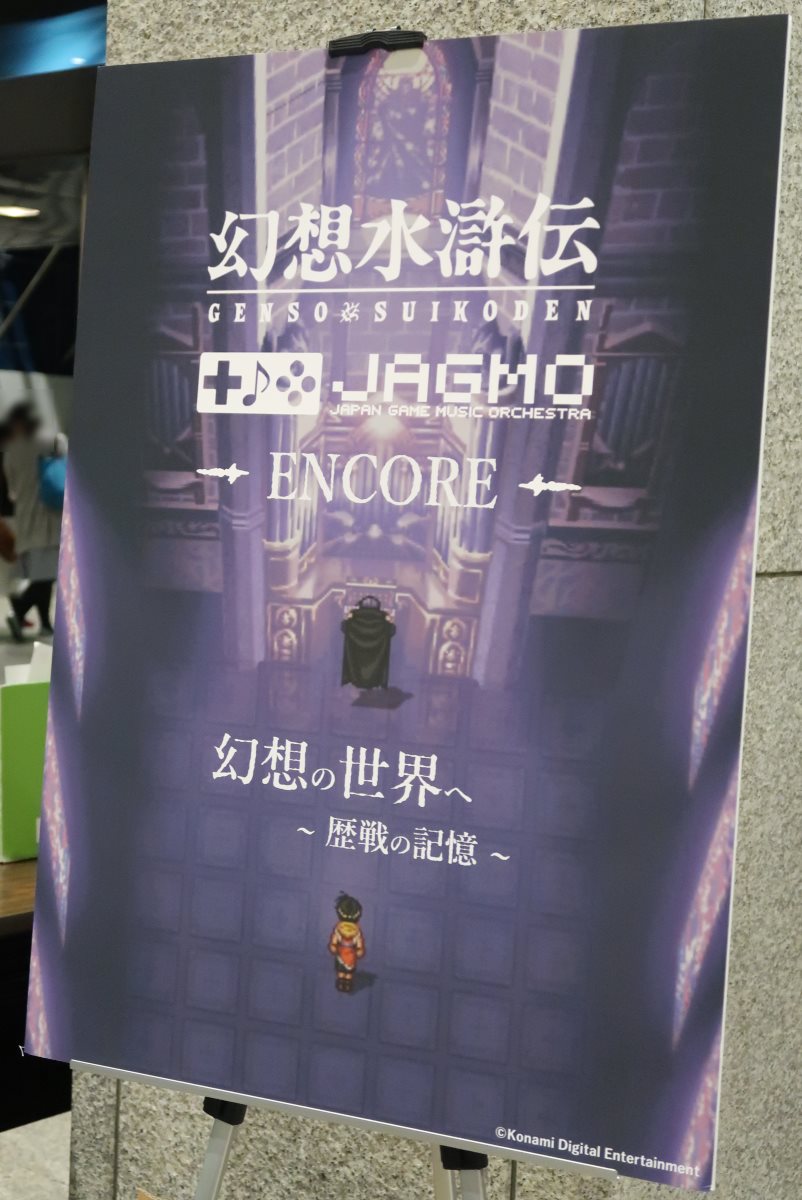 幻想水滸伝
GENSO SUIKODEN
JAGMO
JAPAN GAME MUSIC ORCHESTRA
ENCORE
幻想の世界へ
~ 歴戦の記憶 ~
©Konami Digital Entertainment